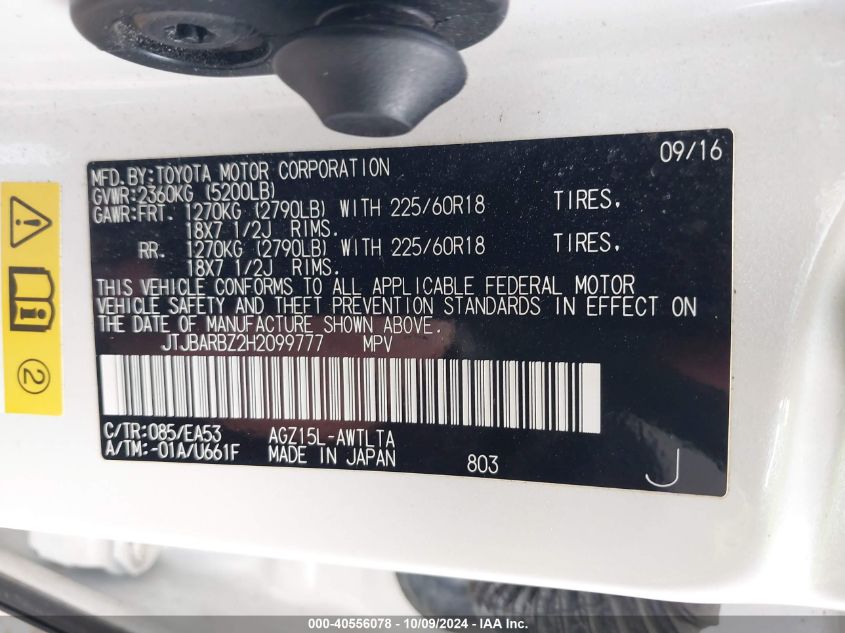 09/16
MFD.BY:TOYOTA MOTOR CORPORATION
GVWR:2360KG (5200LB)
GAWR:FRT. 1270KG (2790LB) WITH 225/60R18 TIRES,
18X7 1/2J RIMS.
RR. 1270KG (2790LB) WITH 225/60R18 TIRES,
18X7 1/2J RIMS.
THIS VEHICLE CONFORMS TO ALL APPLICABLE FEDERAL MOTOR
VEHICLE SAFETY AND THEFT PREVENTION STANDARDS IN EFFECT ON
THE DATE OF MANUFACTURE SHOWN ABOVE.
JTJBARBZ2H2099777 MPV
C/TR:085/EA53 AGZ15L-AWTLTA
A/TM:-01A/U661F MADE IN JAPAN 803 J
2
000-40556078 - 10/09/2024 - IAA Inc.